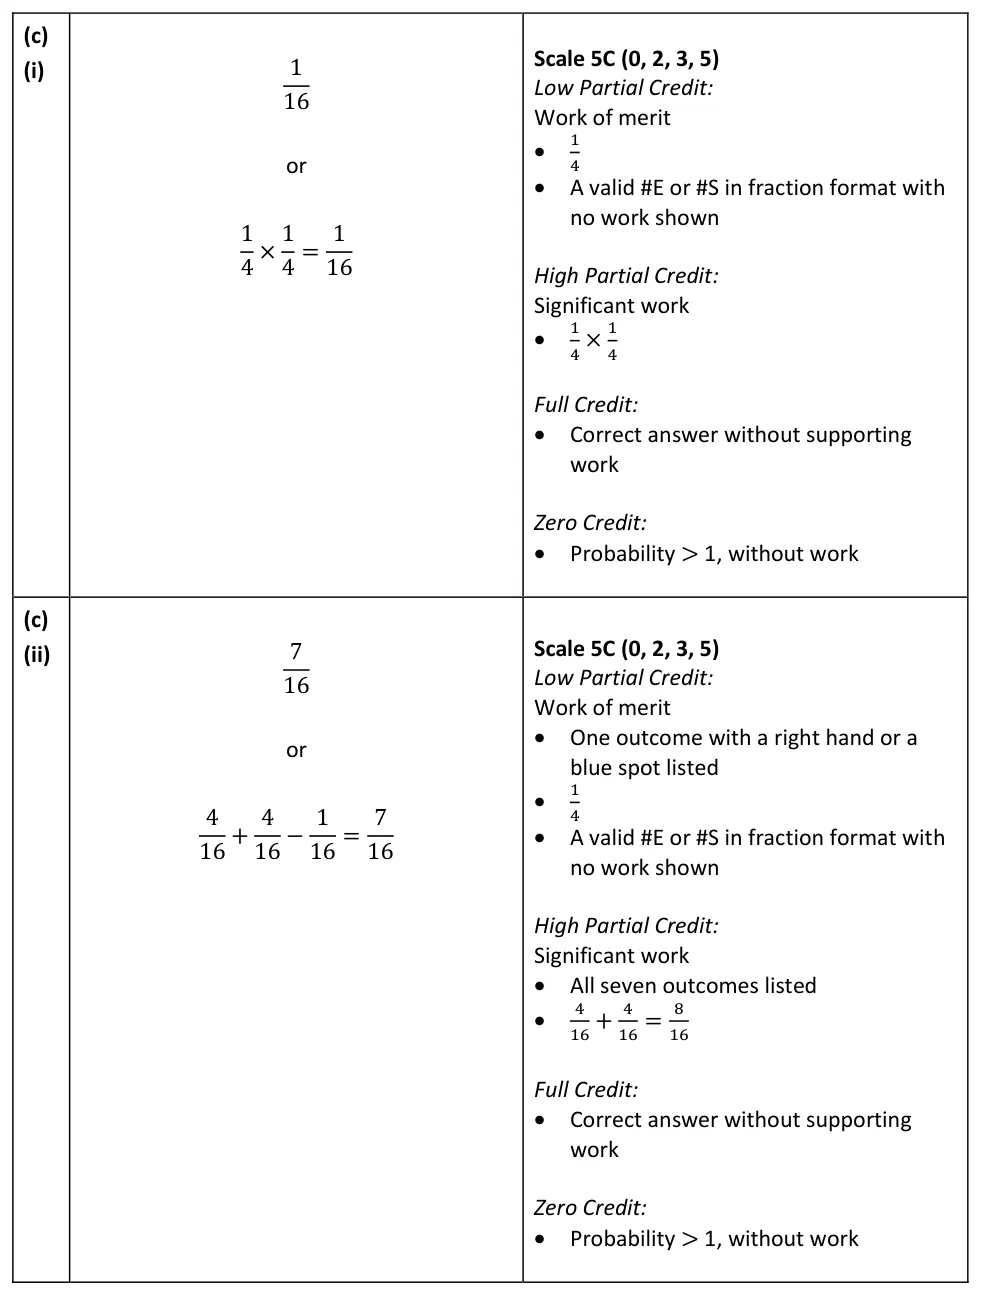 (c)
(i)
1/16
or
1/4 × 1/4 = 1/16
Scale 5C (0, 2, 3, 5)
Low Partial Credit:
Work of merit
• 1/4
• A valid #E or #S in fraction format with
no work shown
High Partial Credit:
Significant work
• 1/4 × 1/4
Full Credit:
• Correct answer without supporting
work
Zero Credit:
• Probability > 1, without work
(c)
(ii)
7/16
or
4/16 + 4/16 − 1/16 = 7/16
Scale 5C (0, 2, 3, 5)
Low Partial Credit:
Work of merit
• One outcome with a right hand or a
blue spot listed
• 1/4
• A valid #E or #S in fraction format with
no work shown
High Partial Credit:
Significant work
• All seven outcomes listed
• 4/16 + 4/16 = 8/16
Full Credit:
• Correct answer without supporting
work
Zero Credit:
• Probability > 1, without work